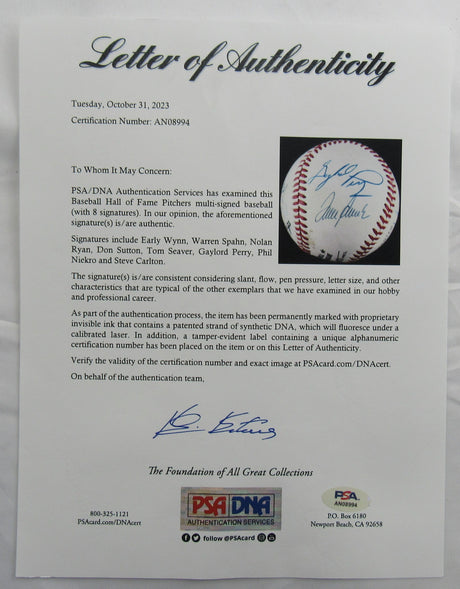 Letter of Authenticity
Tuesday, October 31, 2023
Certification Number: AN08994
To Whom It May Concern:
PSA/DNA Authentication Services has examined this
Baseball Hall of Fame Pitchers multi-signed baseball
(with 8 signatures). In our opinion, the aforementioned
signature(s) is/are authentic.
Signatures include Early Wynn, Warren Spahn, Nolan
Ryan, Don Sutton, Tom Seaver, Gaylord Perry, Phil
Niekro and Steve Carlton.
Gaylord Perry
Tom Seaver
The signature(s) is/are consistent considering slant, flow, pen pressure, letter size, and other
characteristics that are typical of the other exemplars that we have examined in our hobby
and professional career.
As part of the authentication process, the item has been permanently marked with proprietary
invisible ink that contains a patented strand of synthetic DNA, which will fluoresce under a
calibrated laser. In addition, a tamper-evident label containing a unique alphanumeric
certification number has been placed on the item or on this Letter of Authenticity.
Verify the validity of the certification number and exact image at PSAcard.com/DNAcert.
On behalf of the authentication team,
The Foundation of All Great Collections
800-325-1121
PSAcard.com/DNAcert
PSA DNA
AUTHENTICATION SERVICES
follow @PSAcard
PSA
AN08994
P.O. Box 6180
Newport Beach, CA 92658